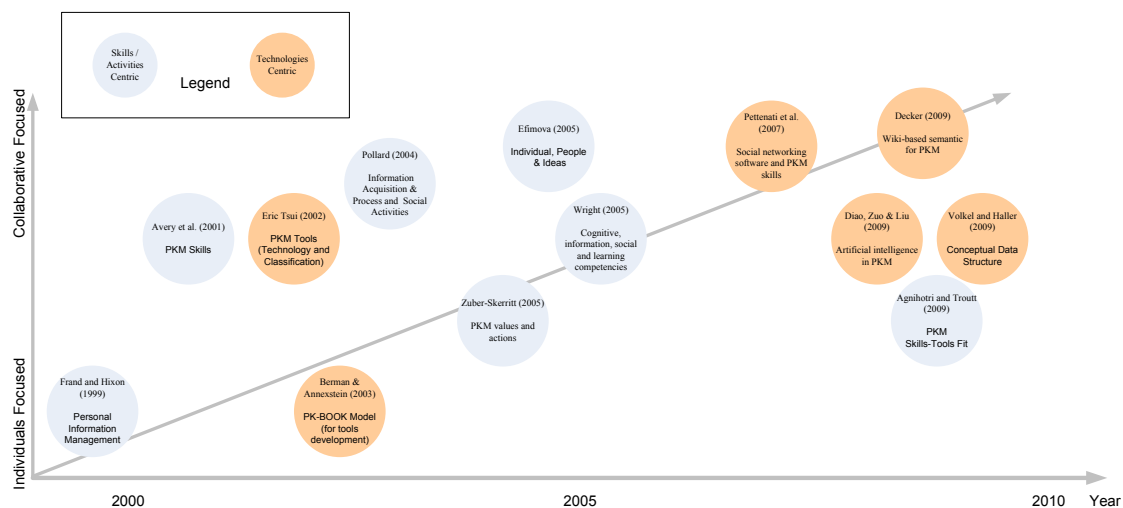 Skills /
Activities
Centric
Legend
Technologies
Centric
Collaborative Focused
Individuals Focused
Frand and Hixon
(1999)
Personal
Information
Management
Avery et al. (2001)
PKM Skills
Eric Tsui (2002)
PKM Tools
(Technology and
Classification)
Berman &
Annexstein (2003)
PK-BOOK Model
(for tools
development)
Pollard (2004)
Information
Acquisition &
Process and Social
Activities
Efimova (2005)
Individual, People
& Ideas
Zuber-Skerritt (2005)
PKM values and
actions
Wright (2005)
Cognitive,
information, social
and learning
competencies
Pettenati et al.
(2007)
Social networking
software and PKM
skills
Decker (2009)
Wiki-based semantic
for PKM
Diao, Zuo & Liu
(2009)
Artificial intelligence
in PKM
Volkel and Haller
(2009)
Conceptual Data
Structure
Agnihotri and Troutt
(2009)
PKM
Skills-Tools Fit
2000
2005
2010
Year